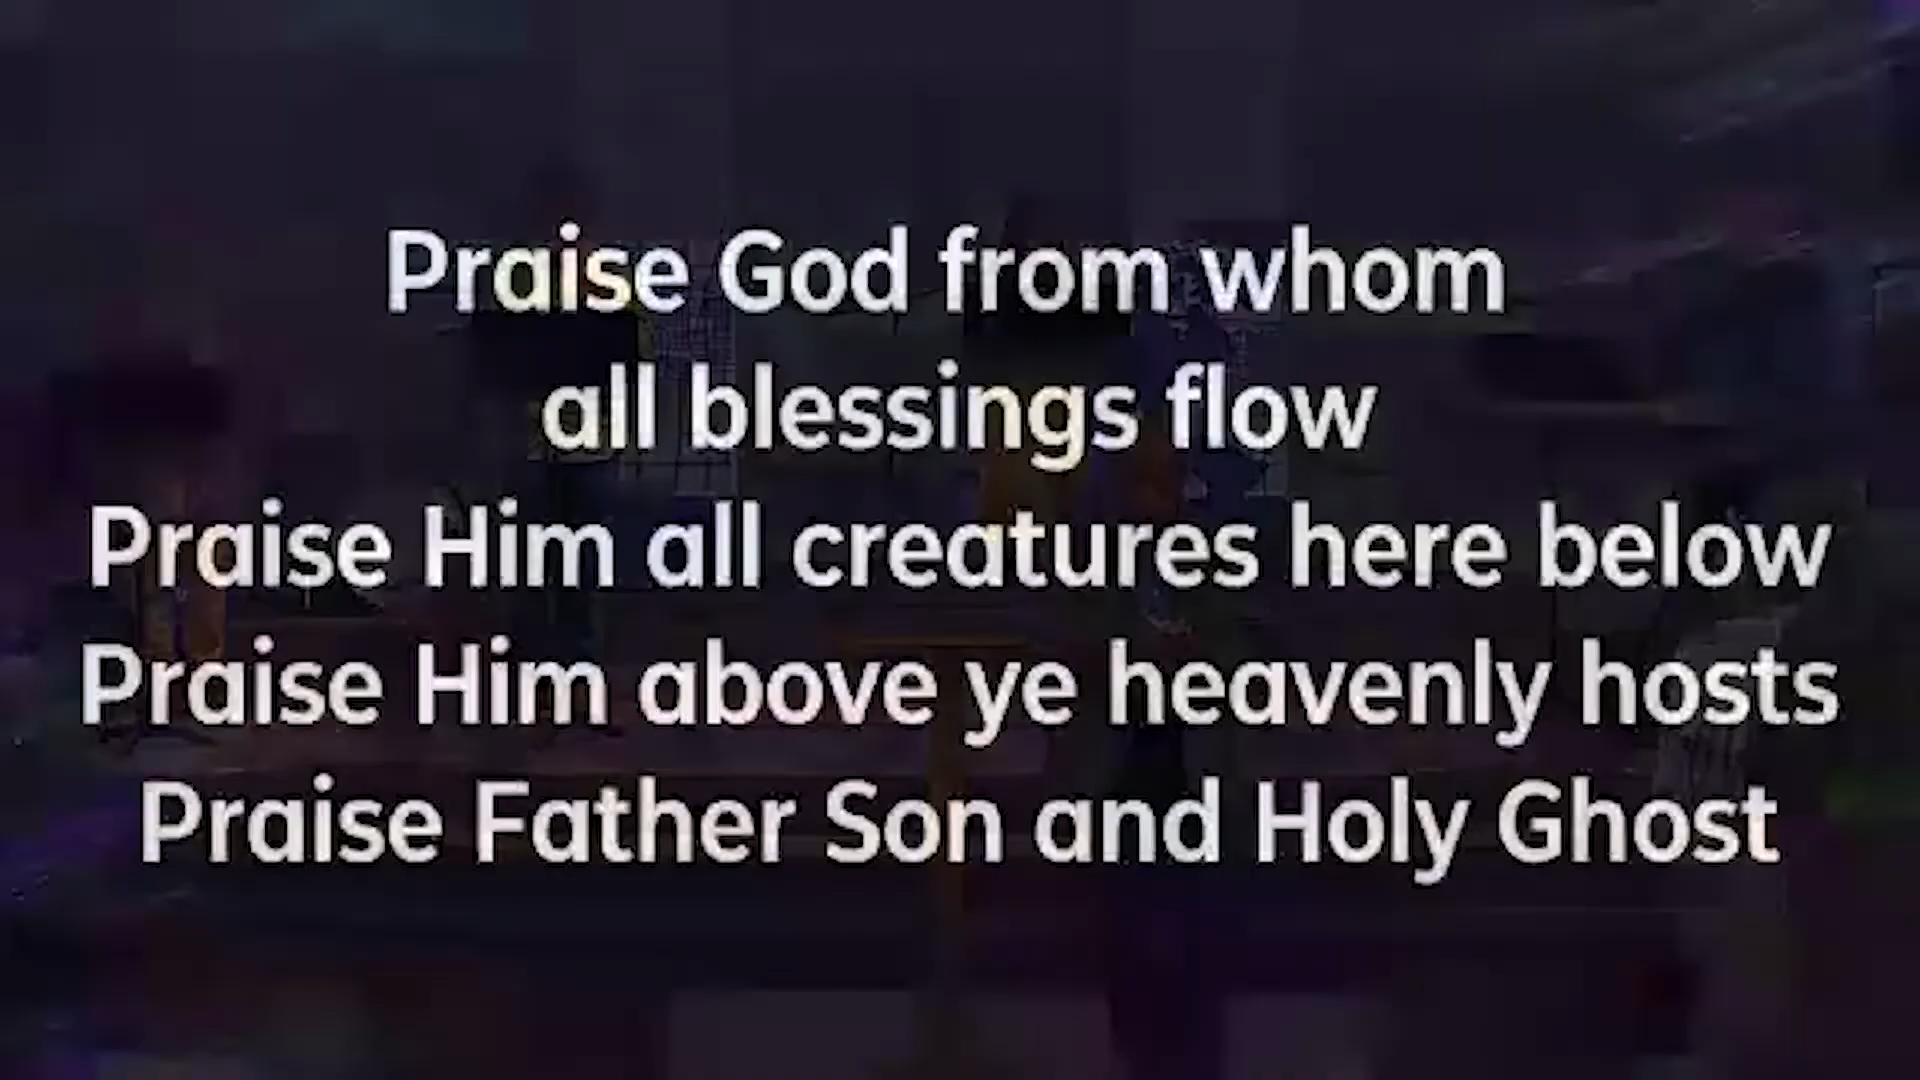 Praise God from whom
all blessings flow
Praise Him all creatures here below
Praise Him above ye heavenly hosts
Praise Father Son and Holy Ghost